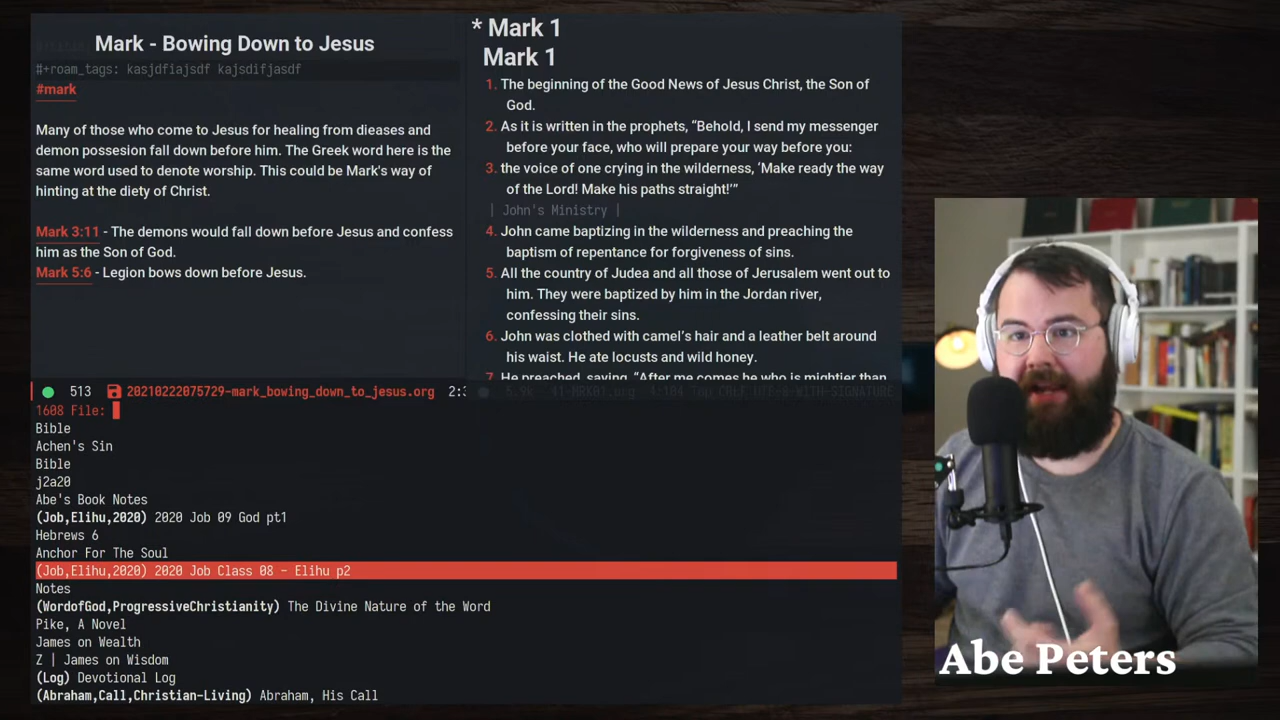 Mark - Bowing Down to Jesus
#+roam_tags: kasjdfiajsdf kajsdifjasdf
#mark
Many of those who come to Jesus for healing from dieases and
demon possesion fall down before him. The Greek word here is the
same word used to denote worship. This could be Mark's way of
hinting at the diety of Christ.
Mark 3:11 - The demons would fall down before Jesus and confess
him as the Son of God.
Mark 5:6 - Legion bows down before Jesus.
* Mark 1
Mark 1
1. The beginning of the Good News of Jesus Christ, the Son of
God.
2. As it is written in the prophets, “Behold, I send my messenger
before your face, who will prepare your way before you:
3. the voice of one crying in the wilderness, ‘Make ready the way
of the Lord! Make his paths straight!’”
| John's Ministry |
4. John came baptizing in the wilderness and preaching the
baptism of repentance for forgiveness of sins.
5. All the country of Judea and all those of Jerusalem went out to
him. They were baptized by him in the Jordan river,
confessing their sins.
6. John was clothed with camel’s hair and a leather belt around
his waist. He ate locusts and wild honey.
7. He preached, saying, “After me comes he who is mightier than
513 20210222075729-mark_bowing_down_to_jesus.org
1608 File:
Bible
Achen's Sin
Bible
j2a20
Abe's Book Notes
(Job,Elihu,2020) 2020 Job 09 God pt1
Hebrews 6
Anchor For The Soul
(Job,Elihu,2020) 2020 Job Class 08 - Elihu p2
Notes
(WordofGod,ProgressiveChristianity) The Divine Nature of the Word
Pike, A Novel
James on Wealth
Z | James on Wisdom
(Log) Devotional Log
(Abraham,Call,Christian-Living) Abraham, His Call
Abe Peters